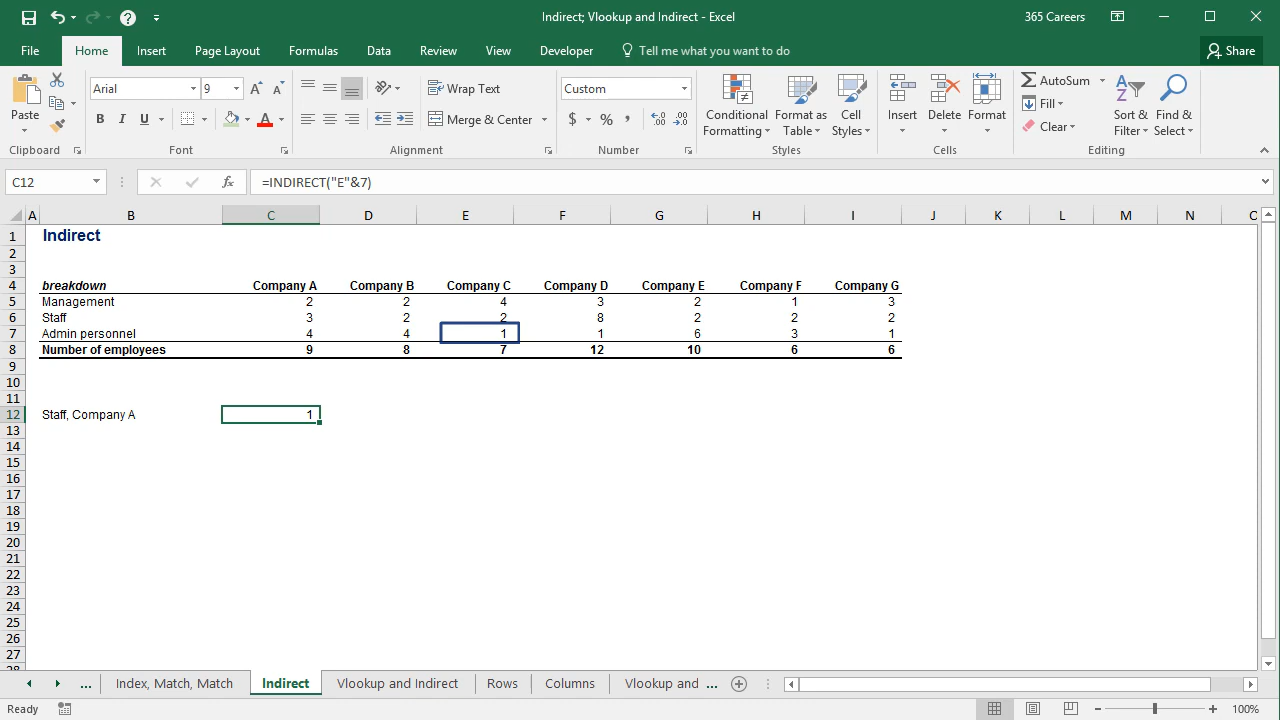 Indirect; Vlookup and Indirect - Excel 365 Careers
File Home Insert Page Layout Formulas Data Review View Developer Tell me what you want to do Share
Paste Arial 9 Wrap Text Custom AutoSum
B I U A Merge & Center $ % , Conditional Formatting Format as Table Cell Styles Insert Delete Format Fill Clear Sort & Filter Find & Select
Clipboard Font Alignment Number Styles Cells Editing
C12 fx =INDIRECT("E"&7)
A B C D E F G H I J K L M N
1 Indirect
2
3
4 breakdown Company A Company B Company C Company D Company E Company F Company G
5 Management 2 2 4 3 2 1 3
6 Staff 3 2 2 8 2 2 2
7 Admin personnel 4 4 1 1 6 3 1
8 Number of employees 9 8 7 12 10 6 6
9
10
11
12 Staff, Company A 1
13
14
15
16
17
18
19
20
21
22
23
24
25
26
27
28
... Index, Match, Match Indirect Vlookup and Indirect Rows Columns Vlookup and ...
Ready 100%